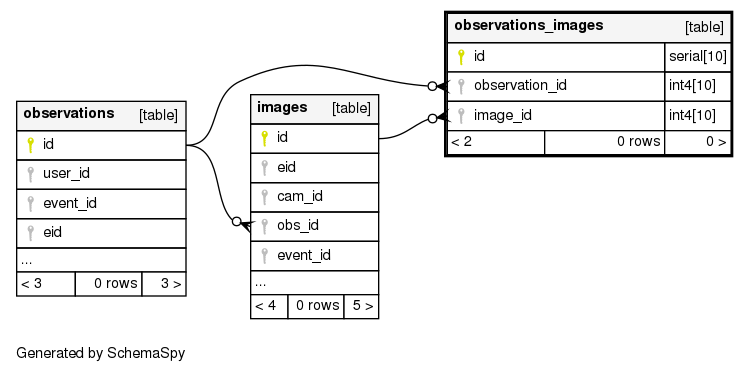 observations_images [table]
id serial[10]
observation_id int4[10]
image_id int4[10]
< 2 0 rows 0 >
observations [table]
id
user_id
event_id
eid
...
< 3 0 rows 3 >
images [table]
id
eid
cam_id
obs_id
event_id
...
< 4 0 rows 5 >
Generated by SchemaSpy